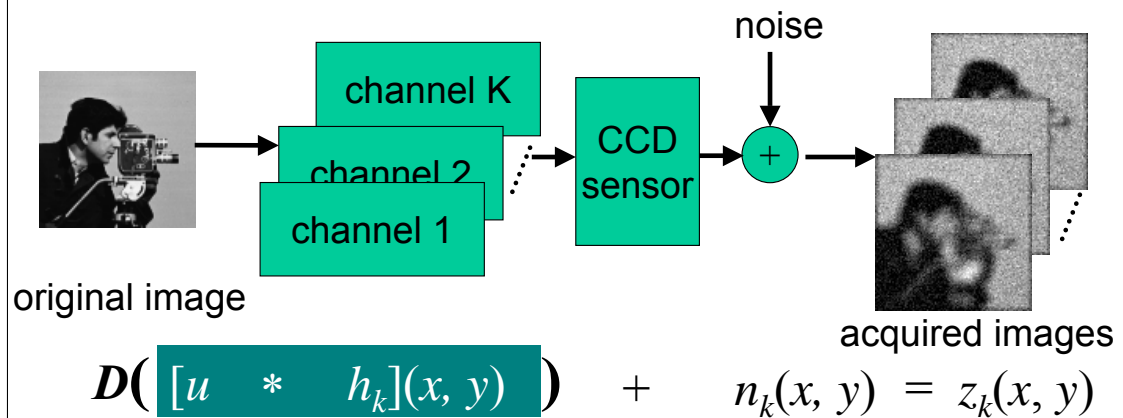 noise
channel K
channel 2
channel 1
CCD
sensor
+
original image
acquired images
D([u * h_k](x, y)) + n_k(x, y) = z_k(x, y)